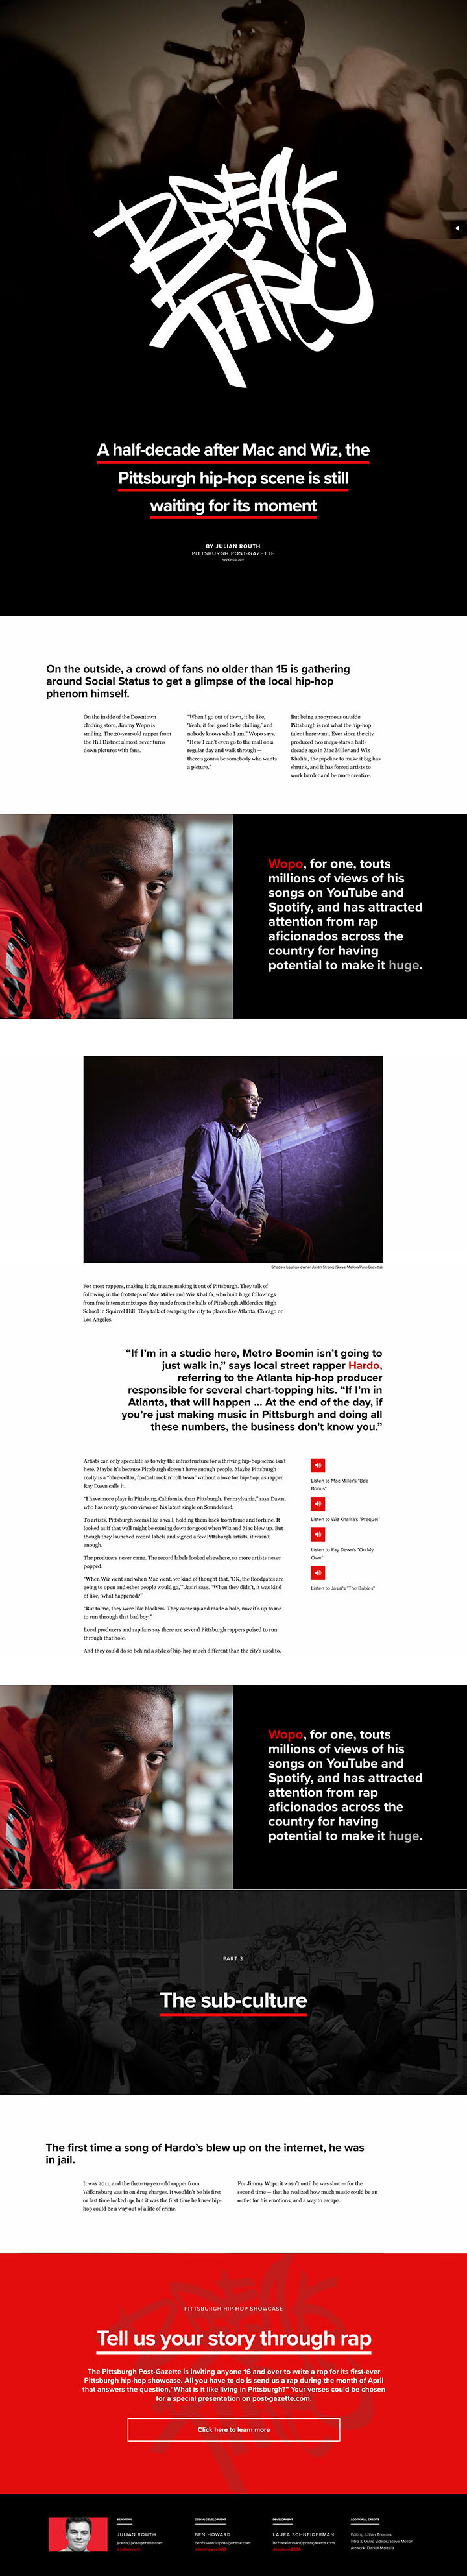 BREAK
THRU
A half-decade after Mac and Wiz, the
Pittsburgh hip-hop scene is still
waiting for its moment
BY JULIAN ROUTH
PITTSBURGH POST-GAZETTE
On the outside, a crowd of fans no older than 15 is gathering
around Social Status to get a glimpse of the local hip-hop
phenom himself.
On the inside of the Downtown
clothing store, Jimmy Wopo is
smiling. The 20-year-old rapper from
the Hill District almost never turns
down pictures with fans.
"When I go out of town, it be like,
'Yeah, it feel good to be chilling,' and
nobody knows who I am," Wopo says.
"Here I can't even go to the mall on a
regular day and walk through —
there's gonna be somebody who wants
a picture."
But being anonymous outside
Pittsburgh is not what the hip-hop
talent here want. Ever since the city
produced two mega-stars a half-
decade ago in Mac Miller and Wiz
Khalifa, the pipeline to make it big has
shrunk, and it has forced artists to
work harder and be more creative.
Wopo, for one, touts
millions of views of his
songs on YouTube and
Spotify, and has attracted
attention from rap
aficionados across the
country for having
potential to make it huge.
Shadow Lounge owner Justin Strong (Steve Mellon/Post-Gazette)
For most rappers, making it big means making it out of Pittsburgh. They talk of
following in the footsteps of Mac Miller and Wiz Khalifa, who built huge followings
from free internet mixtapes they made from the halls of Pittsburgh Allderdice High
School in Squirrel Hill. They talk of escaping the city to places like Atlanta, Chicago or
Los Angeles.
"If I'm in a studio here, Metro Boomin isn't going to
just walk in," says local street rapper Hardo,
referring to the Atlanta hip-hop producer
responsible for several chart-topping hits. "If I'm in
Atlanta, that will happen ... At the end of the day, if
you're just making music in Pittsburgh and doing all
these numbers, the business don't know you."
Artists can only speculate as to why the infrastructure for a thriving hip-hop scene isn't
here. Maybe it's because Pittsburgh doesn't have enough people. Maybe Pittsburgh
really is a "blue-collar, football rock n' roll town" without a love for hip-hop, as rapper
Ray Dawn calls it.
"I have more plays in Pittsburg, California, than Pittsburgh, Pennsylvania," says Dawn,
who has nearly 50,000 views on his latest single on Soundcloud.
To artists, Pittsburgh seems like a wall, holding them back from fame and fortune. It
looked as if that wall might be coming down for good when Wiz and Mac blew up. But
though they launched record labels and signed a few Pittsburgh artists, it wasn't
enough.
The producers never came. The record labels looked elsewhere, so more artists never
popped.
"When Wiz went and when Mac went, we kind of thought that, 'OK, the floodgates are
going to open and other people would go,'" Jasiri says. "When they didn't, it was kind
of like, 'what happened?'"
"But to me, they were like blockers. They came up and made a hole, now it's up to me
to run through that bad boy."
Local producers and rap fans say there are several Pittsburgh rappers poised to run
through that hole.
And they could do so behind a style of hip-hop much different than the city's used to.
Listen to Mac Miller's "Bde
Bonus"
Listen to Wiz Khalifa's "Prequel"
Listen to Ray Dawn's "On My
Own"
Listen to Jasiri's "The Bobers"
Wopo, for one, touts
millions of views of his
songs on YouTube and
Spotify, and has attracted
attention from rap
aficionados across the
country for having
potential to make it huge.
PART 3
The sub-culture
The first time a song of Hardo's blew up on the internet, he was
in jail.
It was 2011, and the then-19-year-old rapper from
Wilkinsburg was in on drug charges. It wouldn't be his first
or last time locked up, but it was the first time he knew hip-
hop could be a way out of a life of crime.
For Jimmy Wopo it wasn't until he was shot — for the
second time — that he realized how much music could be an
outlet for his emotions, and a way to escape.
PITTSBURGH HIP-HOP SHOWCASE
Tell us your story through rap
The Pittsburgh Post-Gazette is inviting anyone 16 and over to write a rap for its first-ever
Pittsburgh hip-hop showcase. All you have to do is send us a rap during the month of April
that answers the question,"What is it like living in Pittsburgh?" Your verses could be chosen
for a special presentation on post-gazette.com.
Click here to learn more
REPORTING
JULIAN ROUTH
jrouth@post-gazette.com
BEN HOWARD
bhoward@post-gazette.com
DEVELOPMENT
LAURA SCHNEIDERMAN
lschneiderman@post-gazette.com
ADDITIONAL CREDITS
Editing: Lillian Thomas
Artwork: Daniel Marsula